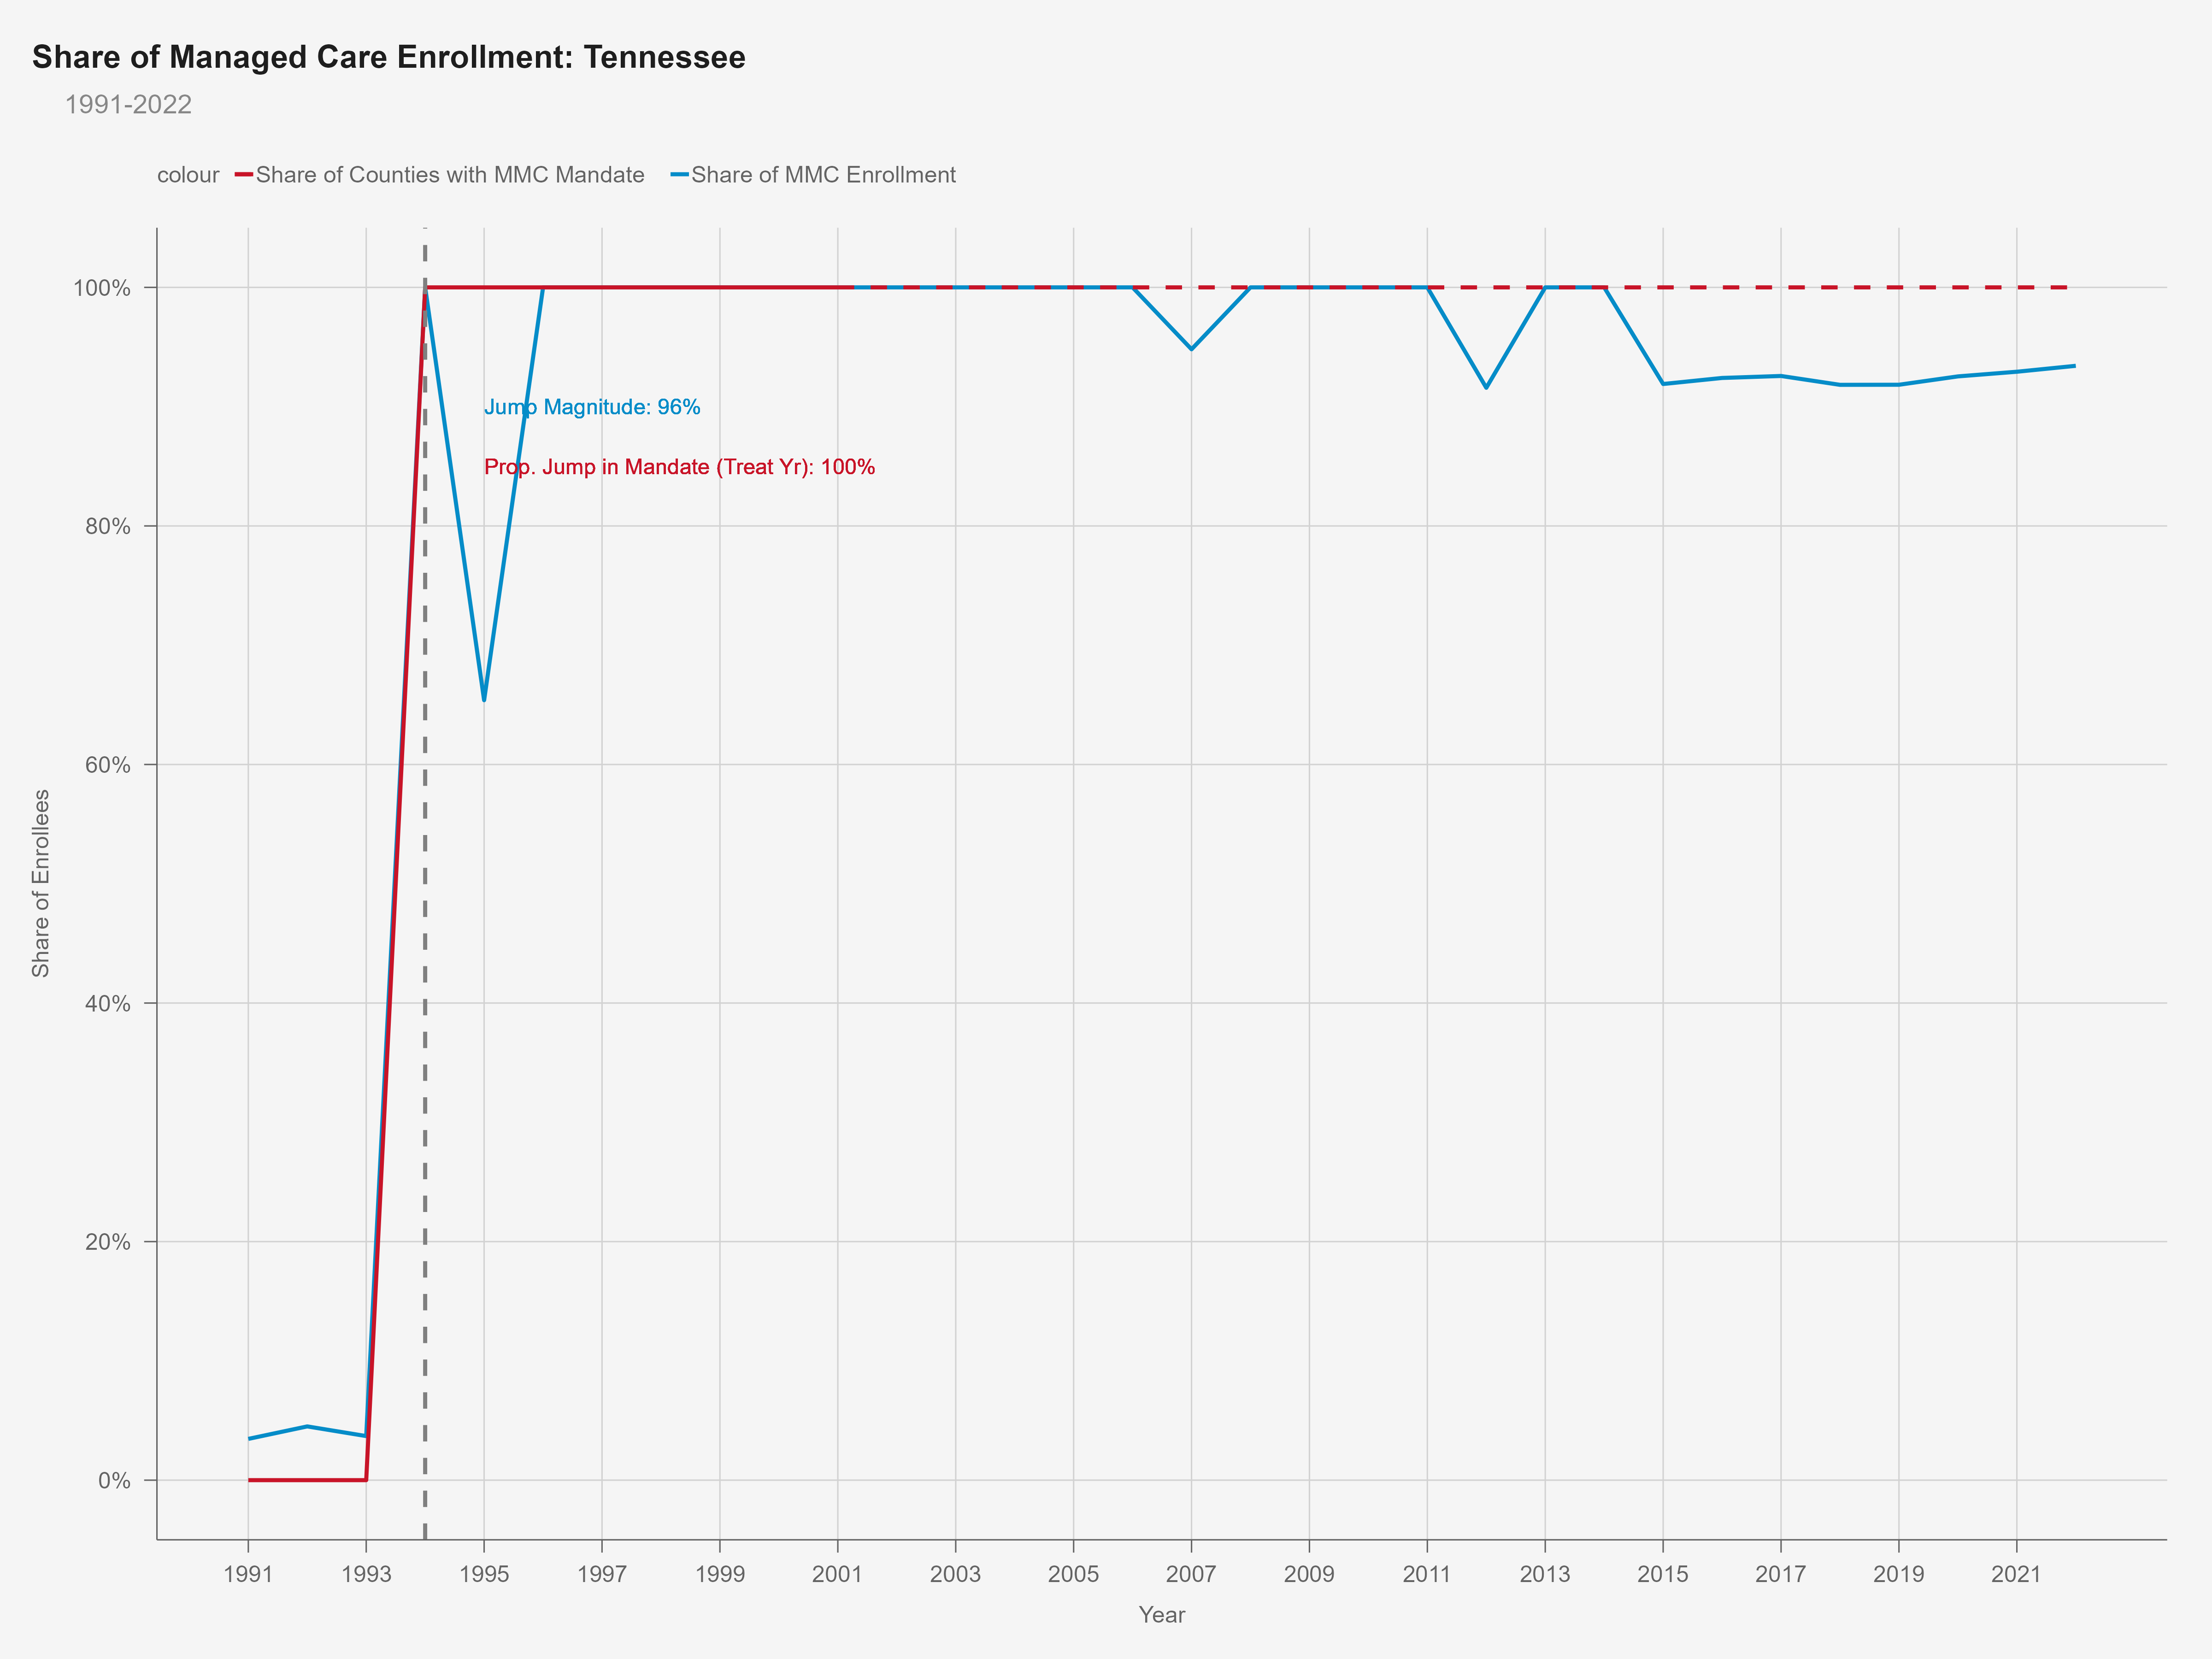 Share of Managed Care Enrollment: Tennessee
1991-2022
colour Share of Counties with MMC Mandate Share of MMC Enrollment
100%
Jump Magnitude: 96%
Prop. Jump in Mandate (Treat Yr): 100%
80%
60%
40%
20%
0%
Share of Enrollees
1991 1993 1995 1997 1999 2001 2003 2005 2007 2009 2011 2013 2015 2017 2019 2021
Year